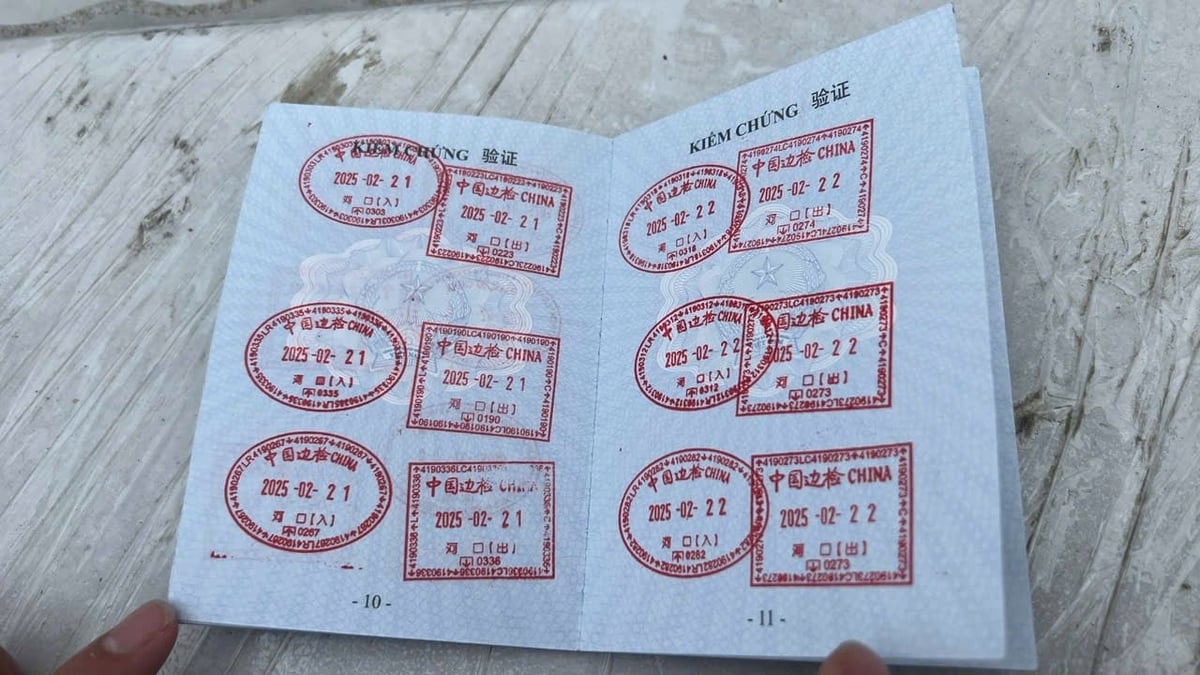 KIỂM CHỨNG 验证
中国边检 CHINA
2025-02-21
河 口[入]
0303
中国边检 CHINA
2025-02-21
河 口[出]
0223
中国边检 CHINA
2025-02-21
河 口[入]
0335
中国边检 CHINA
2025-02-21
河 口[出]
0190
中国边检 CHINA
2025-02-21
河 口[入]
0267
中国边检 CHINA
2025-02-21
河 口[出]
0336
- 10 -
KIỂM CHỨNG 验证
中国边检 CHINA
2025-02-22
河 口[入]
0318
中国边检 CHINA
2025-02-22
河 口[出]
0274
中国边检 CHINA
2025-02-22
河 口[入]
0312
中国边检 CHINA
2025-02-22
河 口[出]
0273
中国边检 CHINA
2025-02-22
河 口[入]
0282
中国边检 CHINA
2025-02-22
河 口[出]
0273
- 11 -